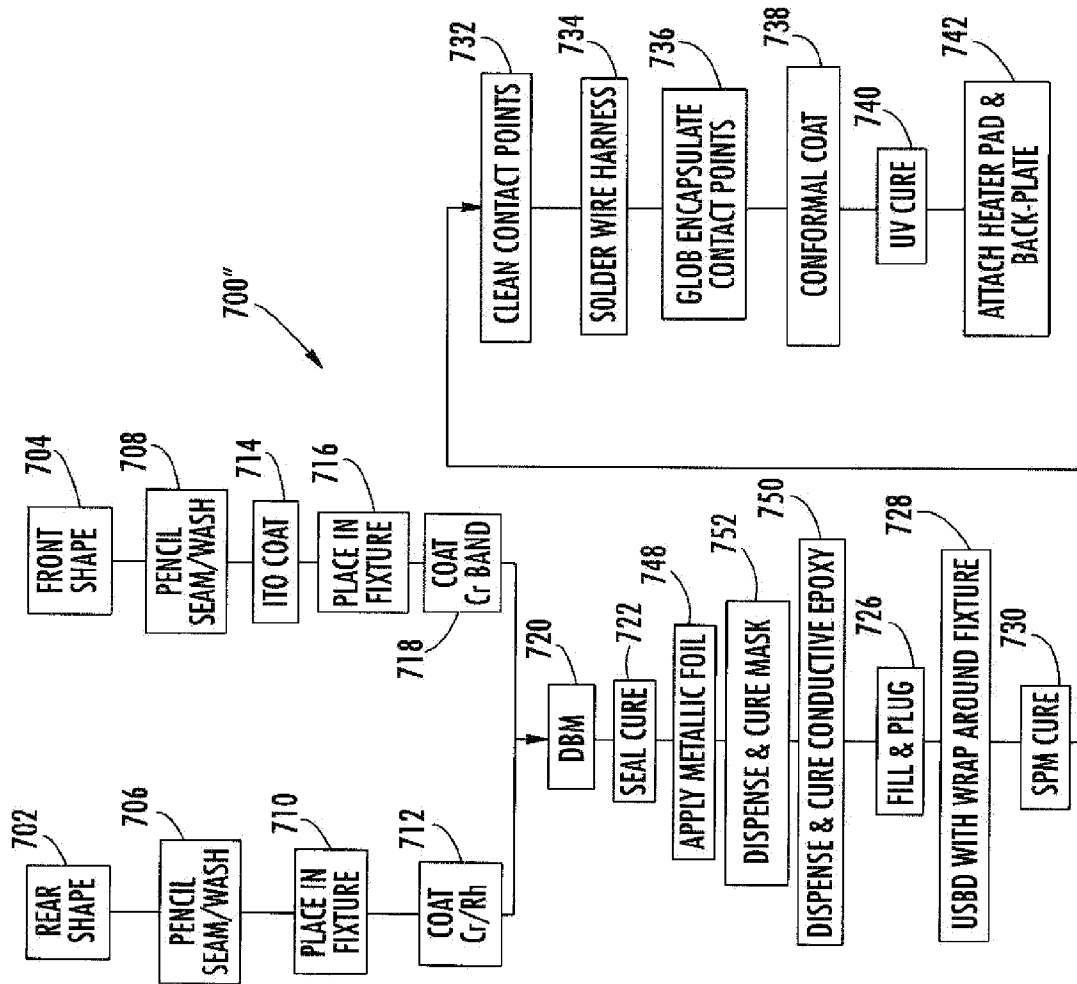 700"
702
REAR
SHAPE
706
PENCIL
SEAM/WASH
710
PLACE IN
FIXTURE
712
COAT
Cr/Rh
704
FRONT
SHAPE
708
PENCIL
SEAM/WASH
714
ITO COAT
716
PLACE IN
FIXTURE
COAT
Cr BAND
718
720
DBM
722
SEAL CURE
748
APPLY METALLIC FOIL
752
DISPENSE & CURE MASK
750
DISPENSE & CURE CONDUCTIVE EPOXY
726
FILL & PLUG
728
USBD WITH WRAP AROUND FIXTURE
730
SPM CURE
732
CLEAN CONTACT POINTS
734
SOLDER WIRE HARNESS
736
GLOB ENCAPSULATE
CONTACT POINTS
738
CONFORMAL COAT
740
UV CURE
742
ATTACH HEATER PAD &
BACK-PLATE